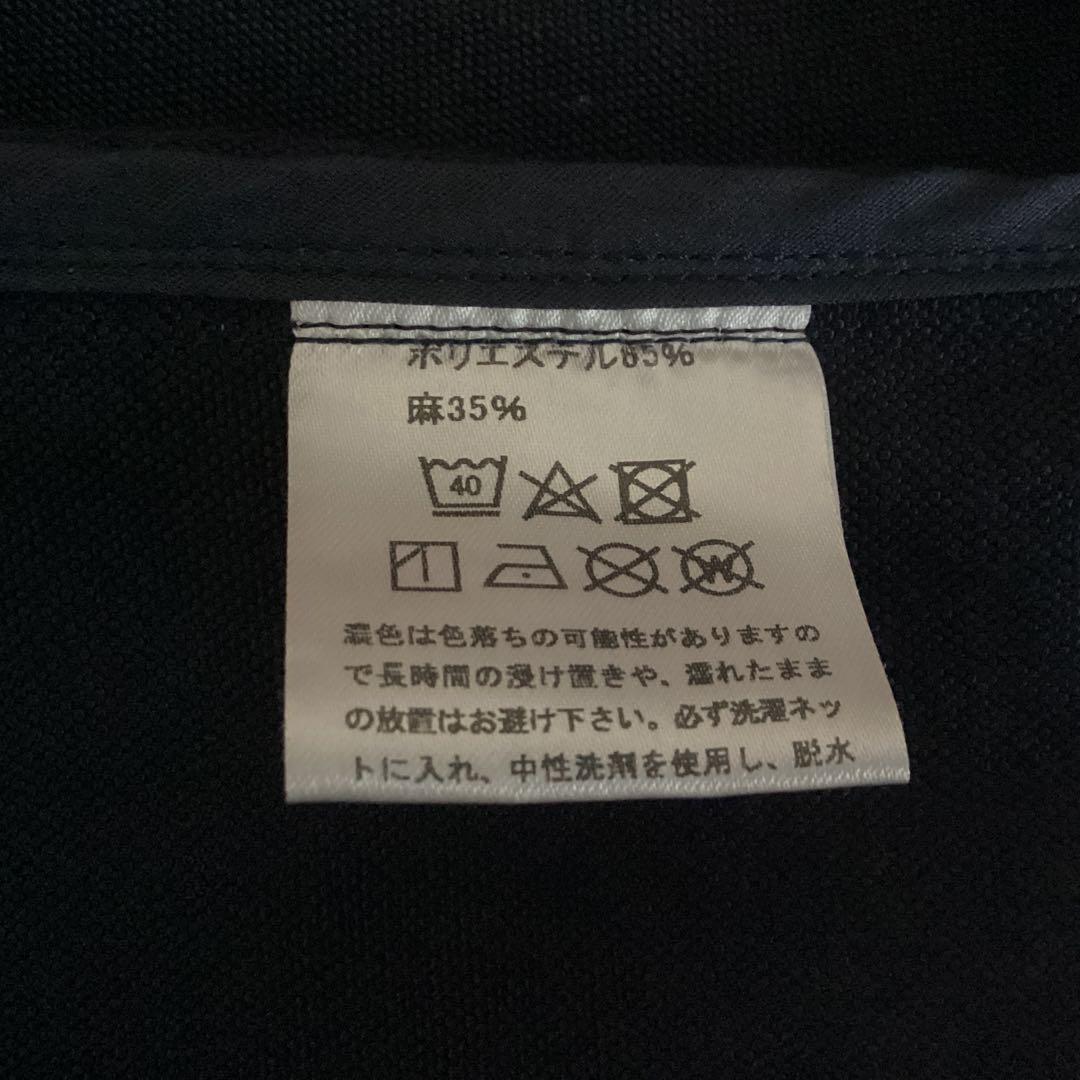 ポリエステル65%
麻35%
40
W
濃色は色落ちの可能性がありますの
で長時間の浸け置きや、濡れたまま
の放置はお避け下さい。必ず洗濯ネッ
トに入れ、中性洗剤を使用し、脱水